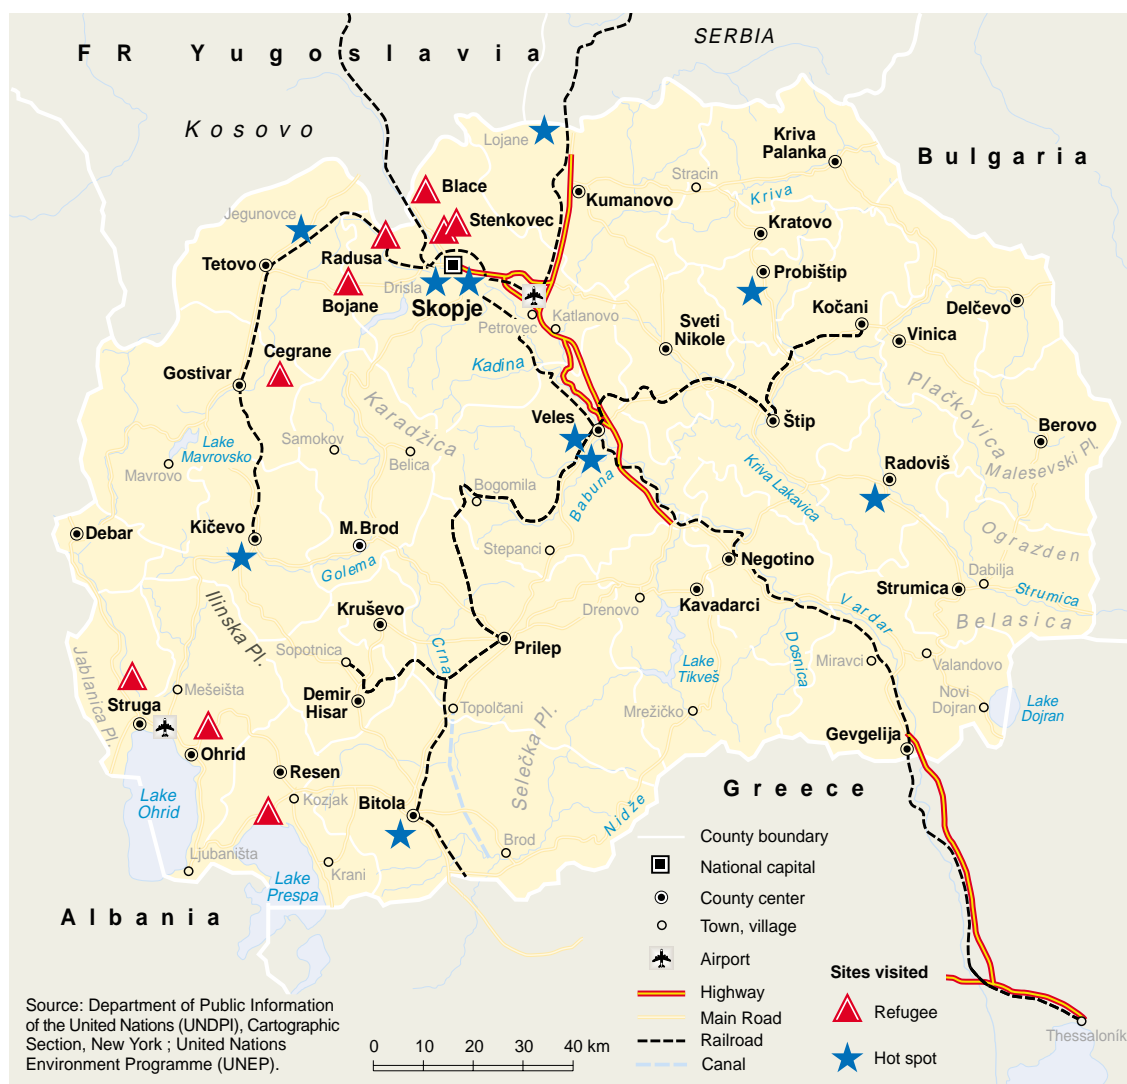 FR Yugoslavia
SERBIA
Kosovo
Bulgaria
Lojane
Kriva
Palanka
Stracin
Kriva
Blace
Kumanovo
Jegunovce
Stenkovec
Kratovo
Tetovo
Radusa
Probištip
Drisla
Bojane
Skopje
Petrovec
Katlanovo
Kočani
Delčevo
Sveti
Nikole
Vinica
Kadina
Cegrane
Gostivar
Karadžica
Plačkovica
Veles
Štip
Berovo
Malesevski Pl.
Lake
Mavrovsko
Samokov
Belica
Mavrovo
Radoviš
Kriva Lakavica
Bogomila
Babuna
Debar
Kičevo
M.Brod
Stepanci
Ograzden
Golema
Negotino
Dabilja
Strumica
Strumica
Ilinska Pl.
Kruševo
Drenovo
Kavadarci
Vardar
Belasica
Sopotnica
Crna
Prilep
Dosnica
Jablanica Pl.
Lake
Tikveš
Miravci
Valandovo
Mešeišta
Demir
Hisar
Struga
Topolčani
Mrežičko
Novi
Dojran
Lake
Dojran
Selečka Pl.
Gevgelija
Ohrid
Resen
Kozjak
Bitola
Greece
Lake
Ohrid
Nidže
Brod
Ljubaništa
Lake
Prespa
Krani
Albania
County boundary
National capital
County center
Town, village
Airport
Highway
Main Road
Railroad
Canal
Sites visited
Refugee
Hot spot
Thessaloník
Source: Department of Public Information
of the United Nations (UNDPI), Cartographic
Section, New York ; United Nations
Environment Programme (UNEP).
0 10 20 30 40 km